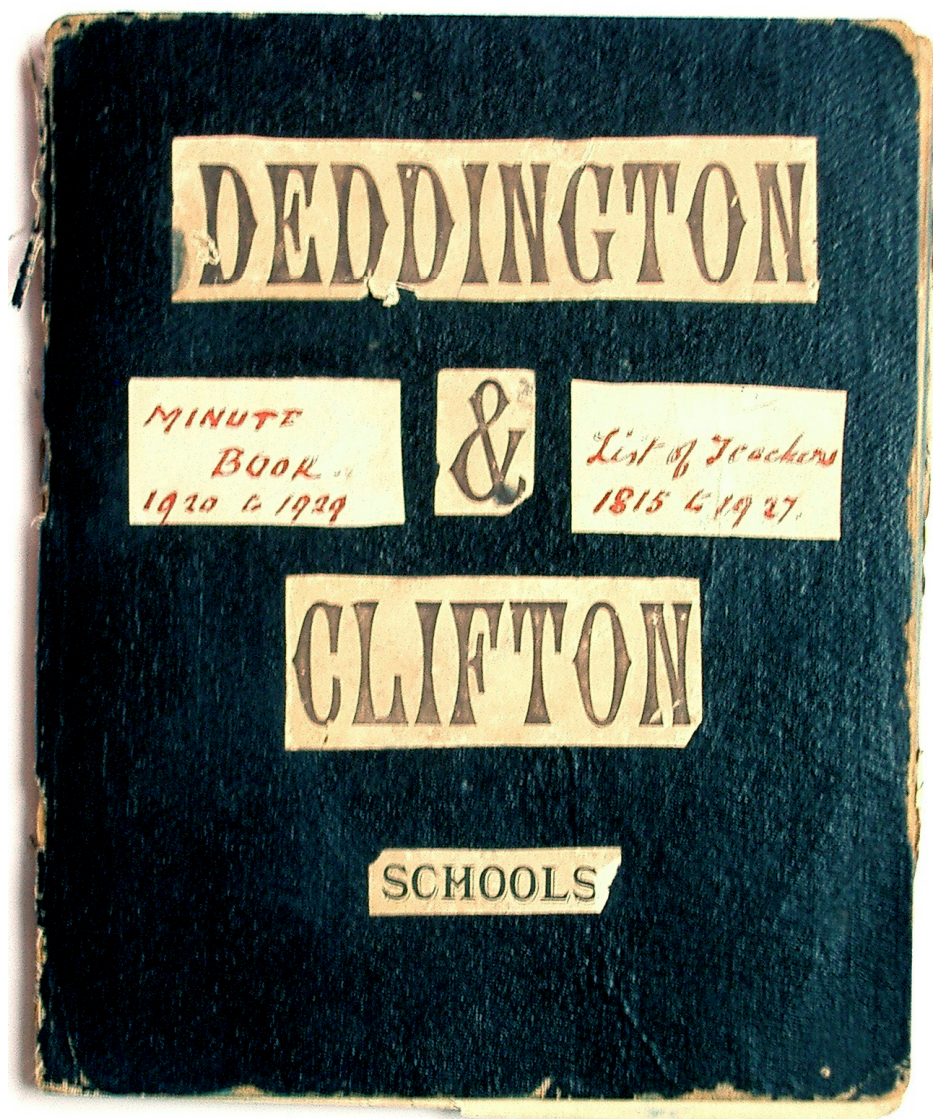 DEDDINGTON
MINUTE
BOOK.
1920 to 1929
&
List of Teachers
1815 to 1927.
CLIFTON
SCHOOLS